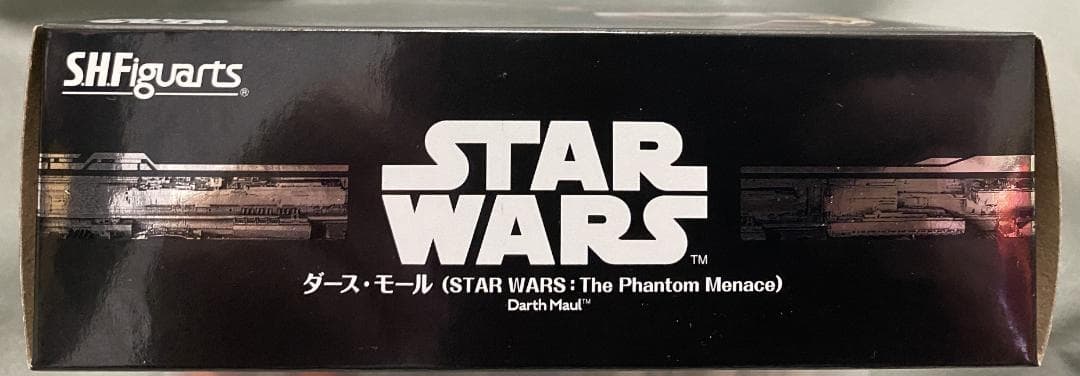 S.H.Figuarts®
STAR
WARS™
ダース・モール (STAR WARS : The Phantom Menace)
Darth Maul™